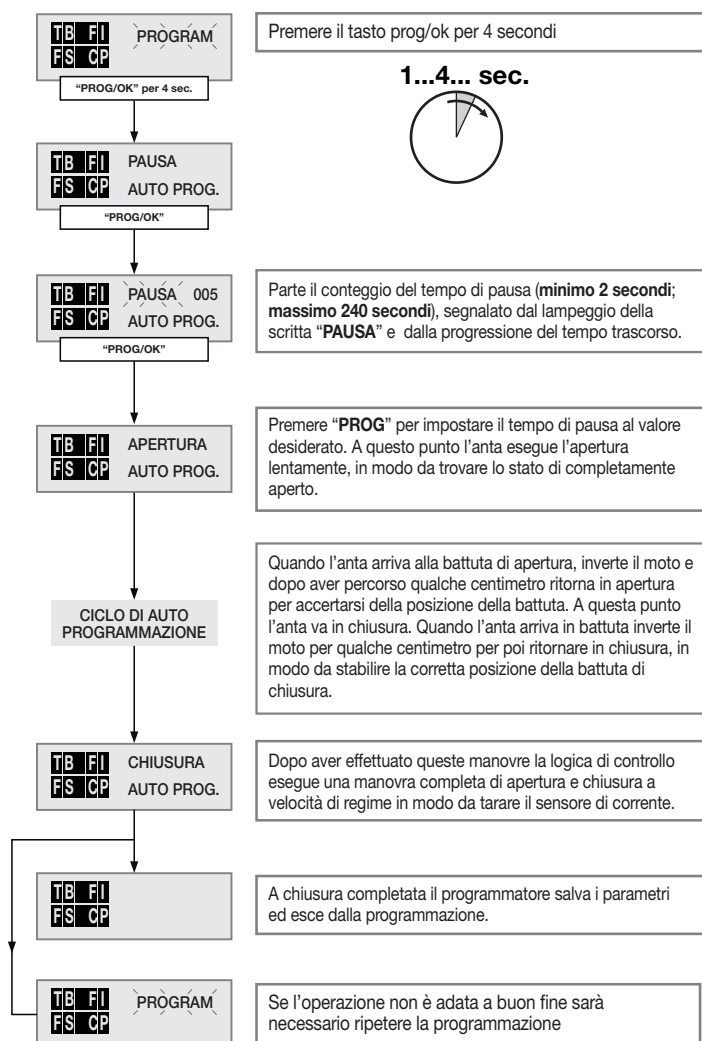 TB FI PROGRAM
FS CP
Premere il tasto prog/ok per 4 secondi
“PROG/OK” per 4 sec.
1...4... sec.
TB FI PAUSA
FS CP AUTO PROG.
“PROG/OK”
TB FI PAUSA 005
FS CP AUTO PROG.
“PROG/OK”
Parte il conteggio del tempo di pausa (minimo 2 secondi;
massimo 240 secondi), segnalato dal lampeggio della
scritta “PAUSA” e dalla progressione del tempo trascorso.
TB FI APERTURA
FS CP AUTO PROG.
Premere “PROG” per impostare il tempo di pausa al valore
desiderato. A questo punto l’anta esegue l’apertura
lentamente, in modo da trovare lo stato di completamente
aperto.
CICLO DI AUTO
PROGRAMMAZIONE
Quando l’anta arriva alla battuta di apertura, inverte il moto e
dopo aver percorso qualche centimetro ritorna in apertura
per accertarsi della posizione della battuta. A questa punto
l’anta va in chiusura. Quando l’anta arriva in battuta inverte il
moto per qualche centimetro per poi ritornare in chiusura, in
modo da stabilire la corretta posizione della battuta di
chiusura.
TB FI CHIUSURA
FS CP AUTO PROG.
Dopo aver effettuato queste manovre la logica di controllo
esegue una manovra completa di apertura e chiusura a
velocità di regime in modo da tarare il sensore di corrente.
TB FI
FS CP
A chiusura completata il programmatore salva i parametri
ed esce dalla programmazione.
TB FI PROGRAM
FS CP
Se l’operazione non è adata a buon fine sarà
necessario ripetere la programmazione